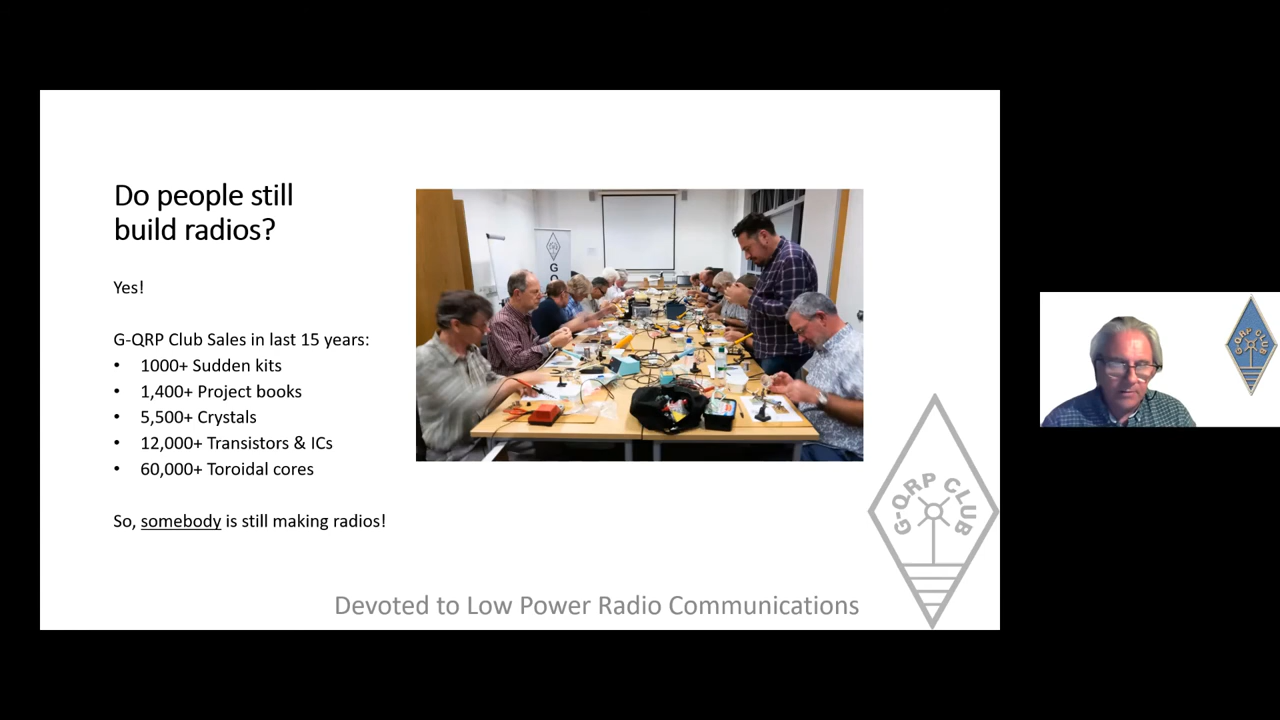 Do people still
build radios?
Yes!
G-QRP Club Sales in last 15 years:
• 1000+ Sudden kits
• 1,400+ Project books
• 5,500+ Crystals
• 12,000+ Transistors & ICs
• 60,000+ Toroidal cores
So, somebody is still making radios!
Devoted to Low Power Radio Communications
G-QRP CLUB
G-QRP CLUB